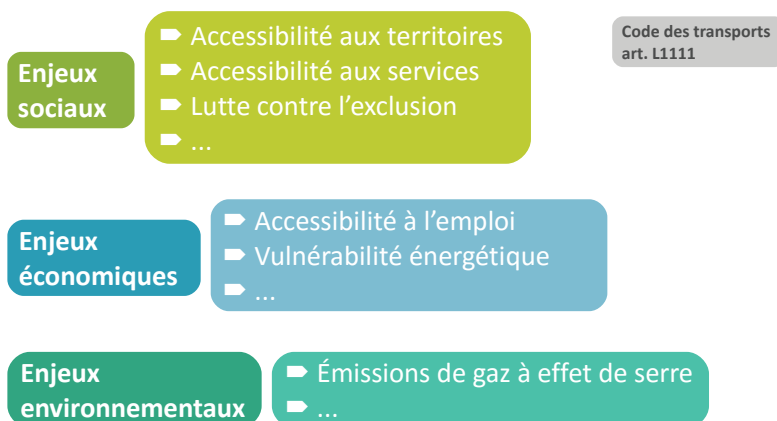 Code des transports
art. L1111
Enjeux
sociaux
Accessibilité aux territoires
Accessibilité aux services
Lutte contre l’exclusion
...
Enjeux
économiques
Accessibilité à l’emploi
Vulnérabilité énergétique
...
Enjeux
environnementaux
Émissions de gaz à effet de serre
...